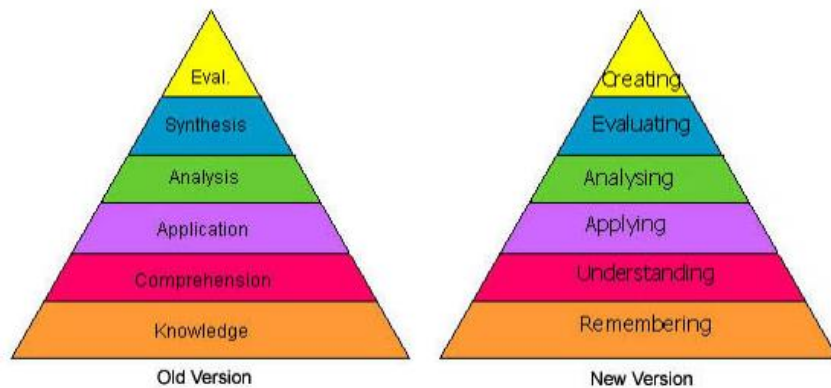 Eval.
Synthesis
Analysis
Application
Comprehension
Knowledge
Old Version
Creating
Evaluating
Analysing
Applying
Understanding
Remembering
New Version